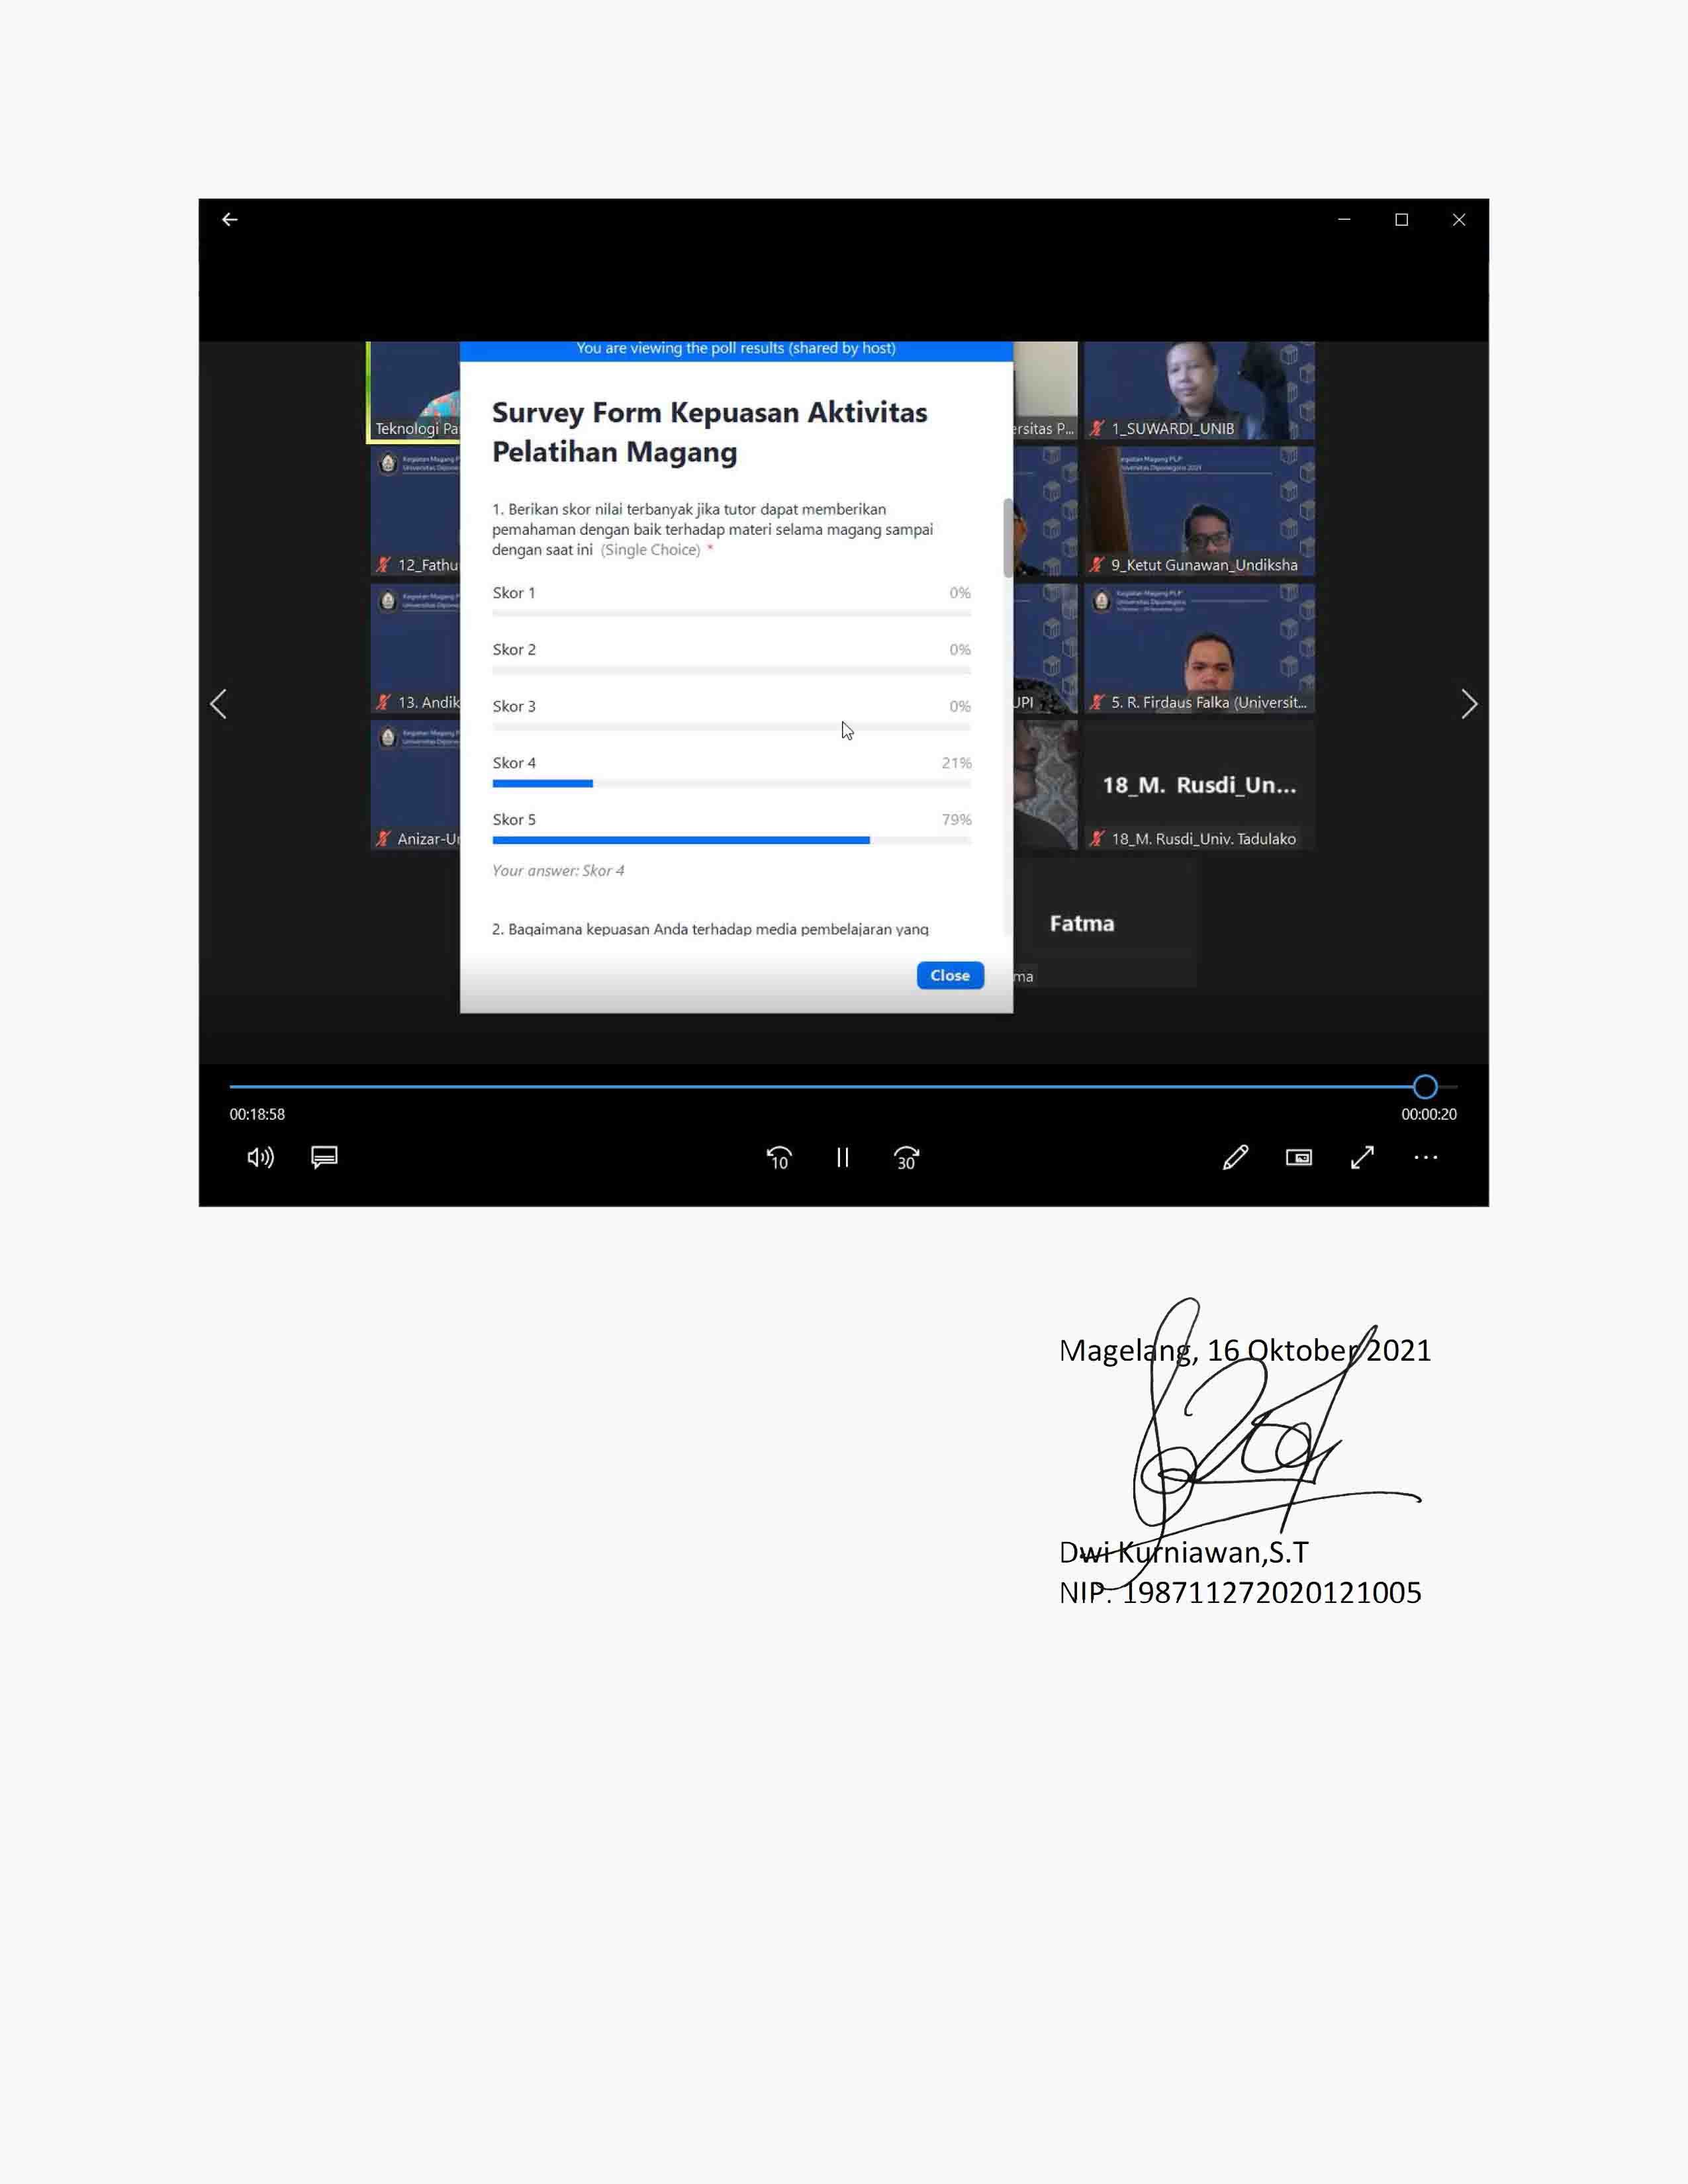 You are viewing the poll results (shared by host)
Survey Form Kepuasan Aktivitas
Pelatihan Magang
1. Berikan skor nilai terbanyak jika tutor dapat memberikan
pemahaman dengan baik terhadap materi selama magang sampai
dengan saat ini (Single Choice) *
Skor 1 0%
Skor 2 0%
Skor 3 0%
Skor 4 21%
Skor 5 79%
Your answer: Skor 4
2. Bagaimana kepuasan Anda terhadap media pembelajaran yang
Close
Teknologi Pa
ersitas P...
1_SUWARDI_UNIB
12_Fathu
9_Ketut Gunawan_Undiksha
13. Andik
UPI
5. R. Firdaus Falka (Universit...
Anizar-Un
18_M. Rusdi_Un...
18_M. Rusdi_Univ. Tadulako
Fatma
ma
00:18:58
00:00:20
10
30
Magelang, 16 Oktober 2021
Dwi Kurniawan,S.T
NIP. 198711272020121005